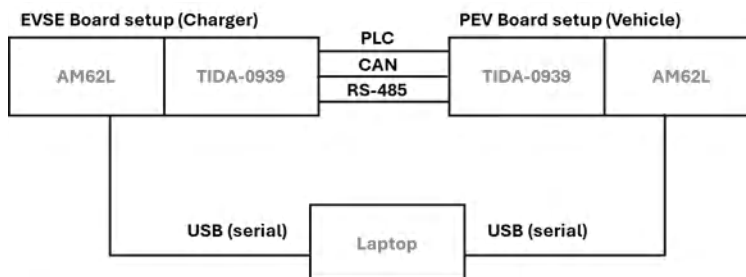 EVSE Board setup (Charger)
PEV Board setup (Vehicle)
PLC
CAN
RS-485
AM62L
TIDA-0939
TIDA-0939
AM62L
USB (serial)
Laptop
USB (serial)